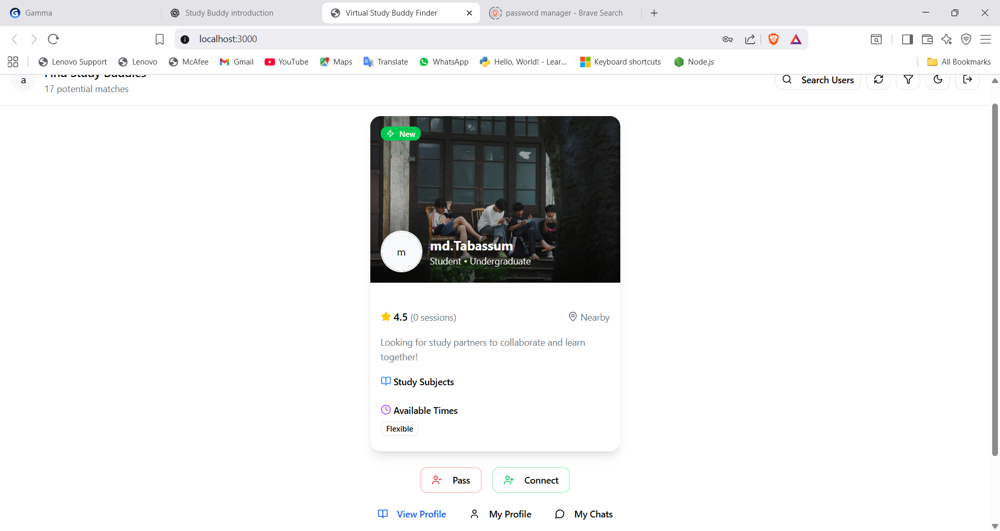 Gamma
Study Buddy introduction
Virtual Study Buddy Finder
password manager - Brave Search
localhost:3000
Lenovo Support
Lenovo
McAfee
Gmail
YouTube
Maps
Translate
WhatsApp
Hello, World! - Lear...
Keyboard shortcuts
Node.js
All Bookmarks
a
Find Study Buddies
17 potential matches
Search Users
New
m
md.Tabassum
Student • Undergraduate
4.5 (0 sessions)
Nearby
Looking for study partners to collaborate and learn
together!
Study Subjects
Available Times
Flexible
Pass
Connect
View Profile
My Profile
My Chats